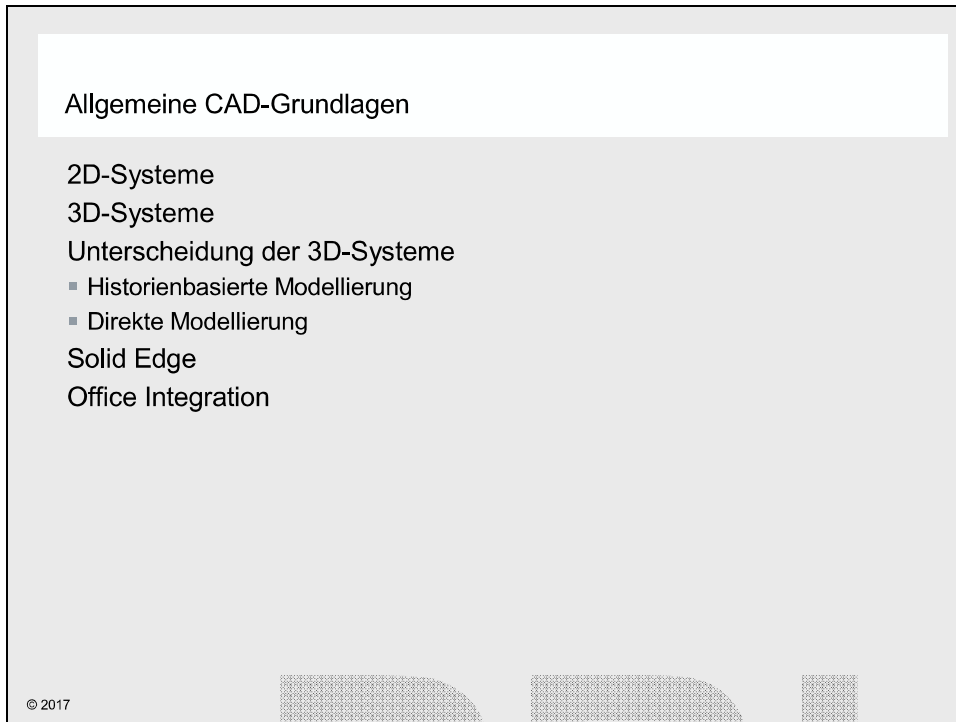 Allgemeine CAD-Grundlagen
2D-Systeme
3D-Systeme
Unterscheidung der 3D-Systeme
Historienbasierte Modellierung
Direkte Modellierung
Solid Edge
Office Integration
© 2017